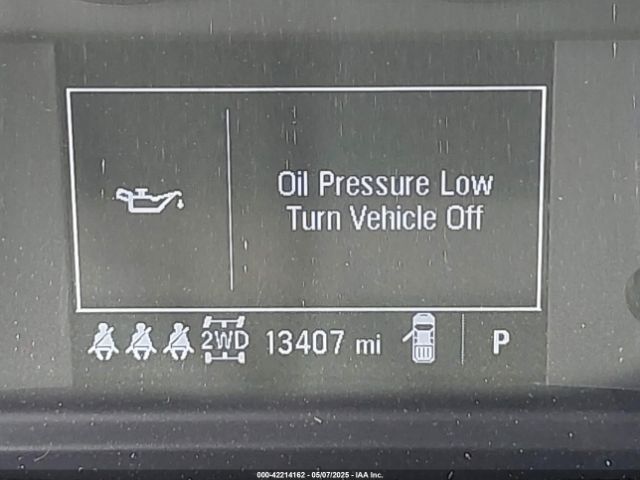 Oil Pressure Low
Turn Vehicle Off
2WD 13407 mi P
000-42214162 - 05/07/2025 - IAA Inc.